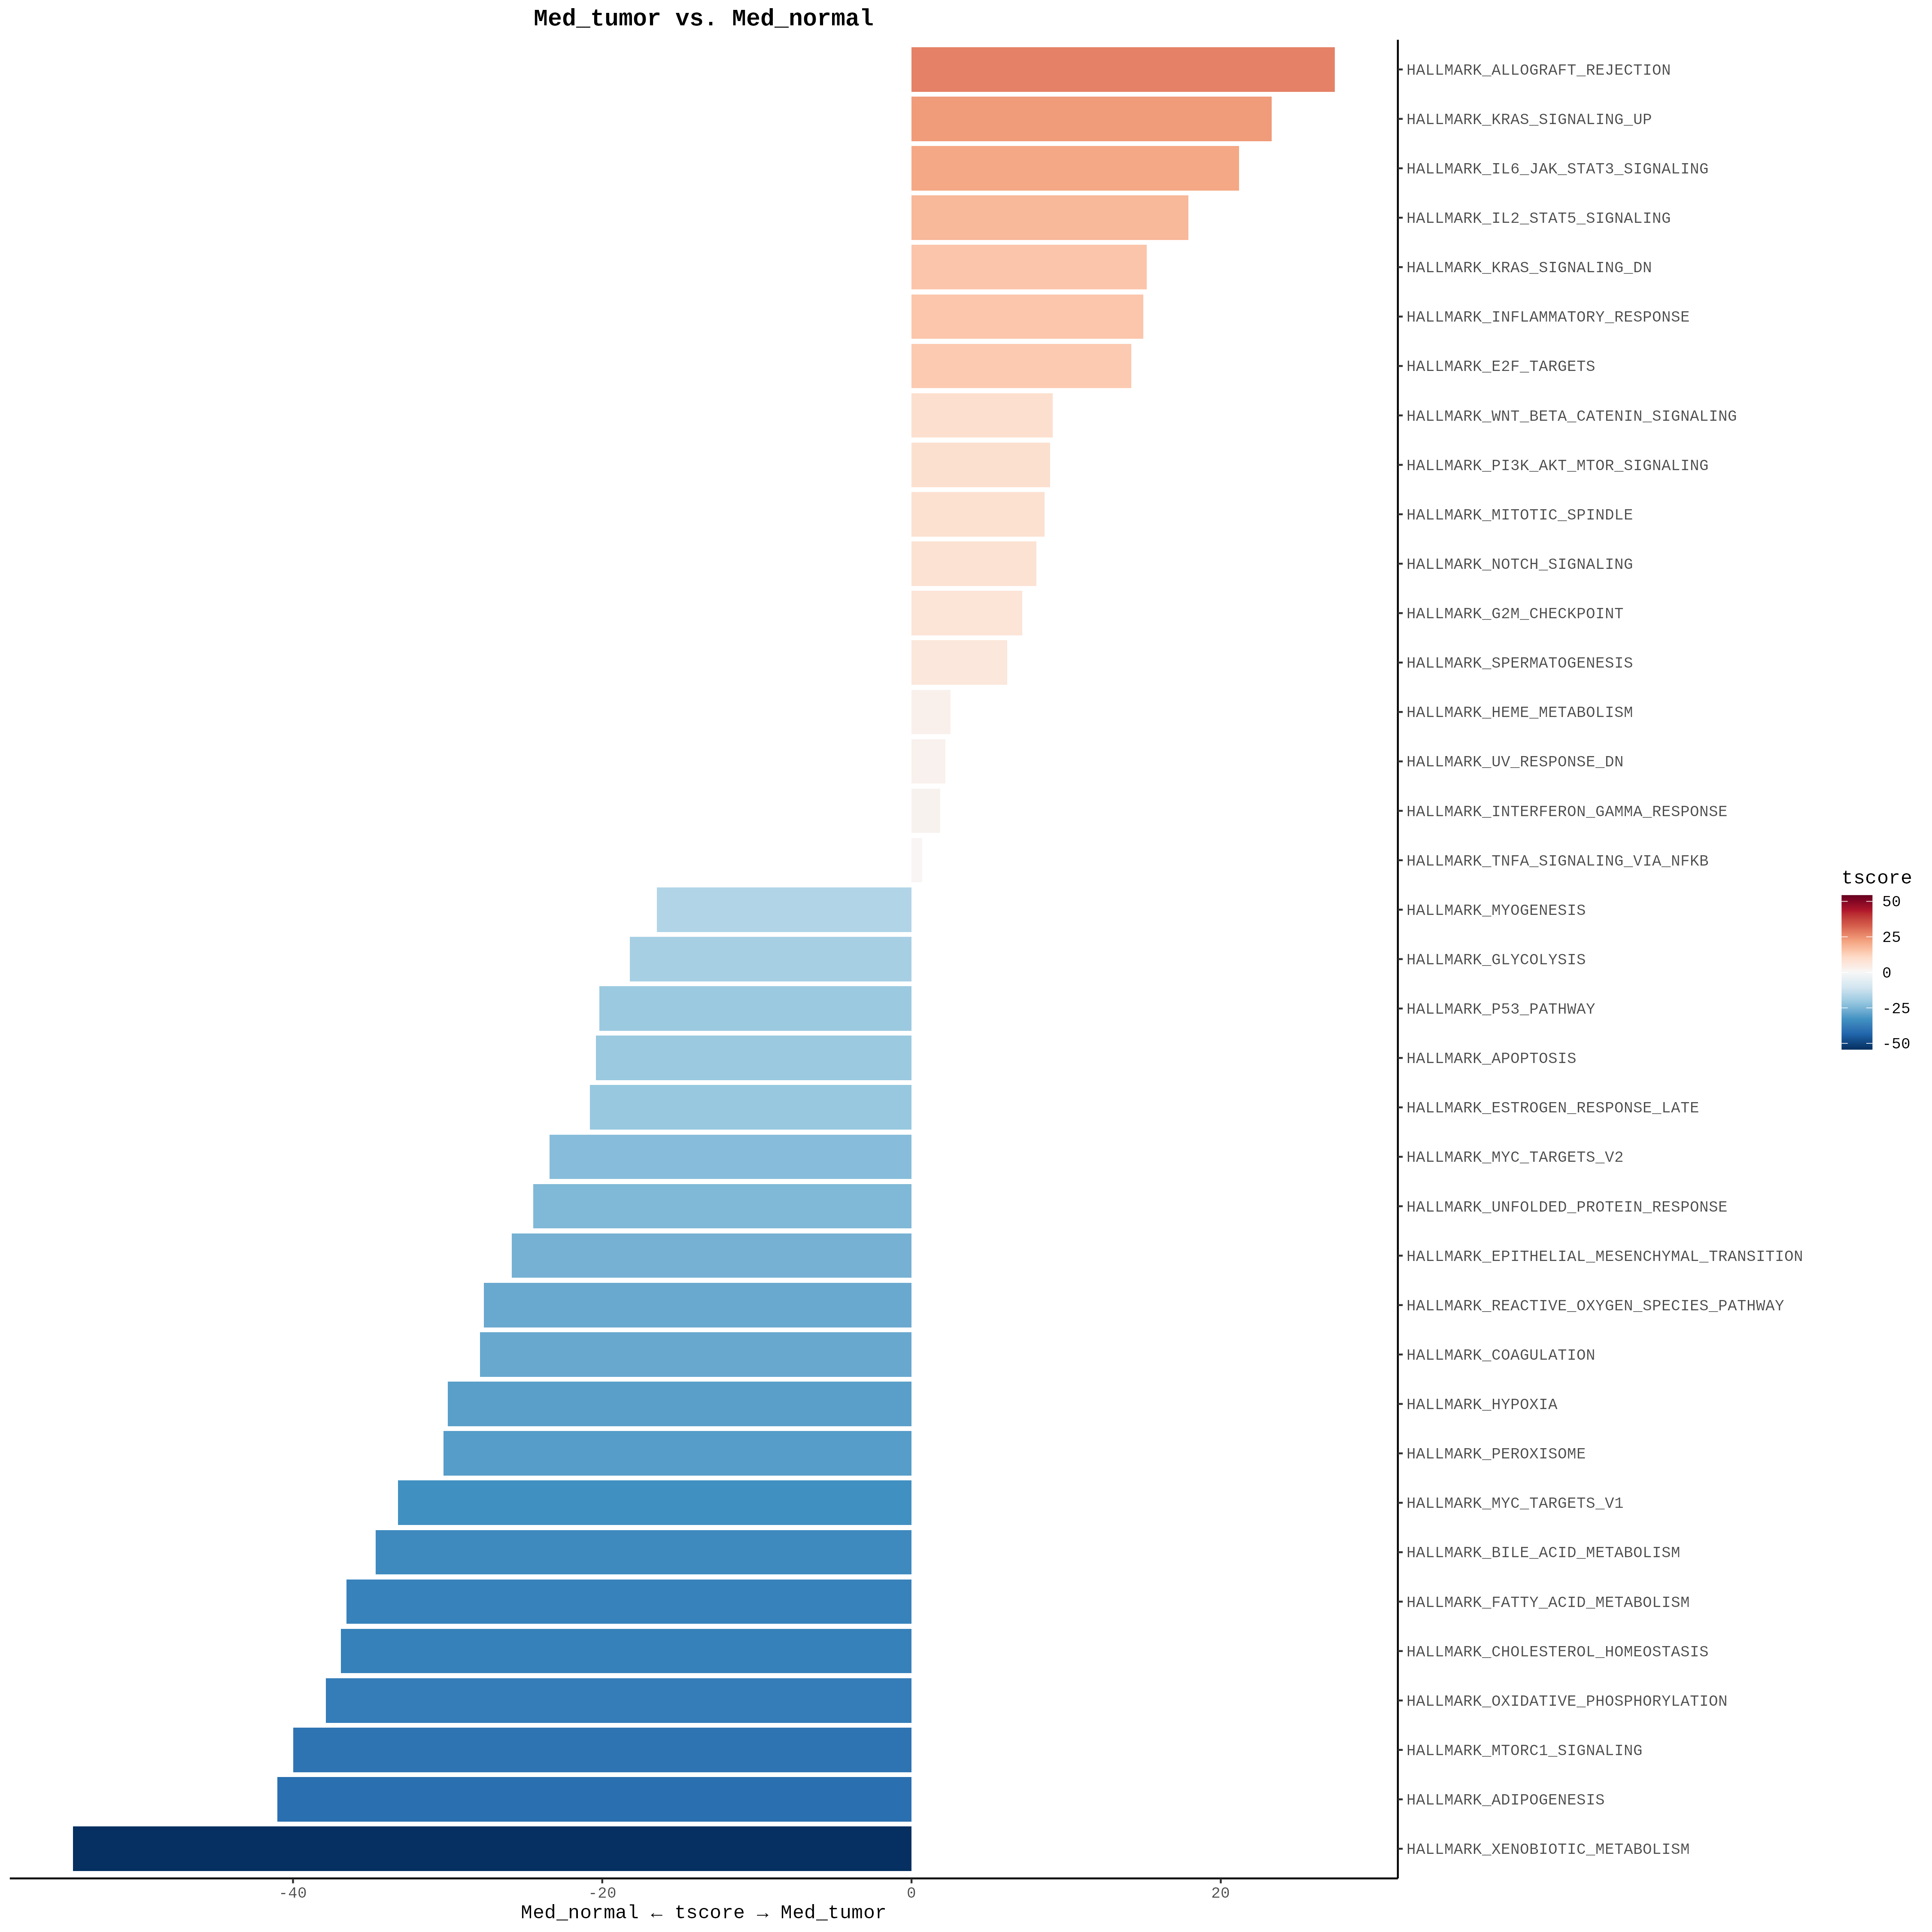 Med_tumor vs. Med_normal
HALLMARK_ALLOGRAFT_REJECTION
HALLMARK_KRAS_SIGNALING_UP
HALLMARK_IL6_JAK_STAT3_SIGNALING
HALLMARK_IL2_STAT5_SIGNALING
HALLMARK_KRAS_SIGNALING_DN
HALLMARK_INFLAMMATORY_RESPONSE
HALLMARK_E2F_TARGETS
HALLMARK_WNT_BETA_CATENIN_SIGNALING
HALLMARK_PI3K_AKT_MTOR_SIGNALING
HALLMARK_MITOTIC_SPINDLE
HALLMARK_NOTCH_SIGNALING
HALLMARK_G2M_CHECKPOINT
HALLMARK_SPERMATOGENESIS
HALLMARK_HEME_METABOLISM
HALLMARK_UV_RESPONSE_DN
HALLMARK_INTERFERON_GAMMA_RESPONSE
HALLMARK_TNFA_SIGNALING_VIA_NFKB
HALLMARK_MYOGENESIS
HALLMARK_GLYCOLYSIS
HALLMARK_P53_PATHWAY
HALLMARK_APOPTOSIS
HALLMARK_ESTROGEN_RESPONSE_LATE
HALLMARK_MYC_TARGETS_V2
HALLMARK_UNFOLDED_PROTEIN_RESPONSE
HALLMARK_EPITHELIAL_MESENCHYMAL_TRANSITION
HALLMARK_REACTIVE_OXYGEN_SPECIES_PATHWAY
HALLMARK_COAGULATION
HALLMARK_HYPOXIA
HALLMARK_PEROXISOME
HALLMARK_MYC_TARGETS_V1
HALLMARK_BILE_ACID_METABOLISM
HALLMARK_FATTY_ACID_METABOLISM
HALLMARK_CHOLESTEROL_HOMEOSTASIS
HALLMARK_OXIDATIVE_PHOSPHORYLATION
HALLMARK_MTORC1_SIGNALING
HALLMARK_ADIPOGENESIS
HALLMARK_XENOBIOTIC_METABOLISM
tscore
50
25
0
-25
-50
-40 -20 0 20
Med_normal ← tscore → Med_tumor